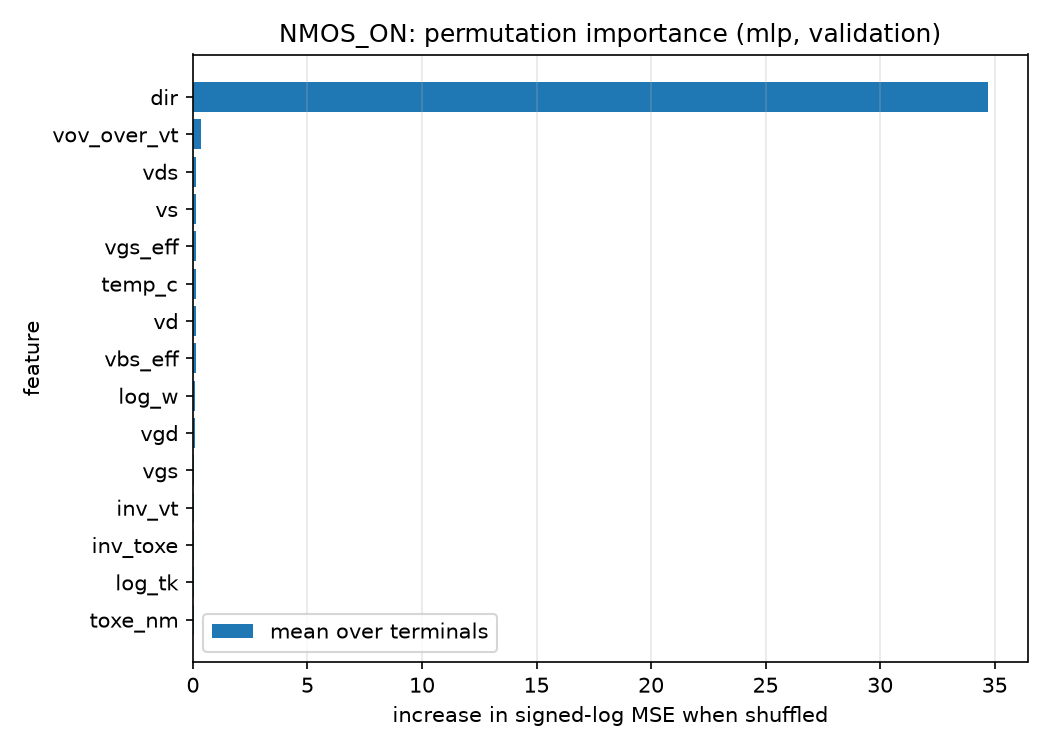 NMOS_ON: permutation importance (mlp, validation)
dir
vov_over_vt
vds
vs
vgs_eff
temp_c
vd
vbs_eff
log_w
vgd
vgs
inv_vt
inv_toxe
log_tk
toxe_nm
feature
mean over terminals
0 5 10 15 20 25 30 35
increase in signed-log MSE when shuffled